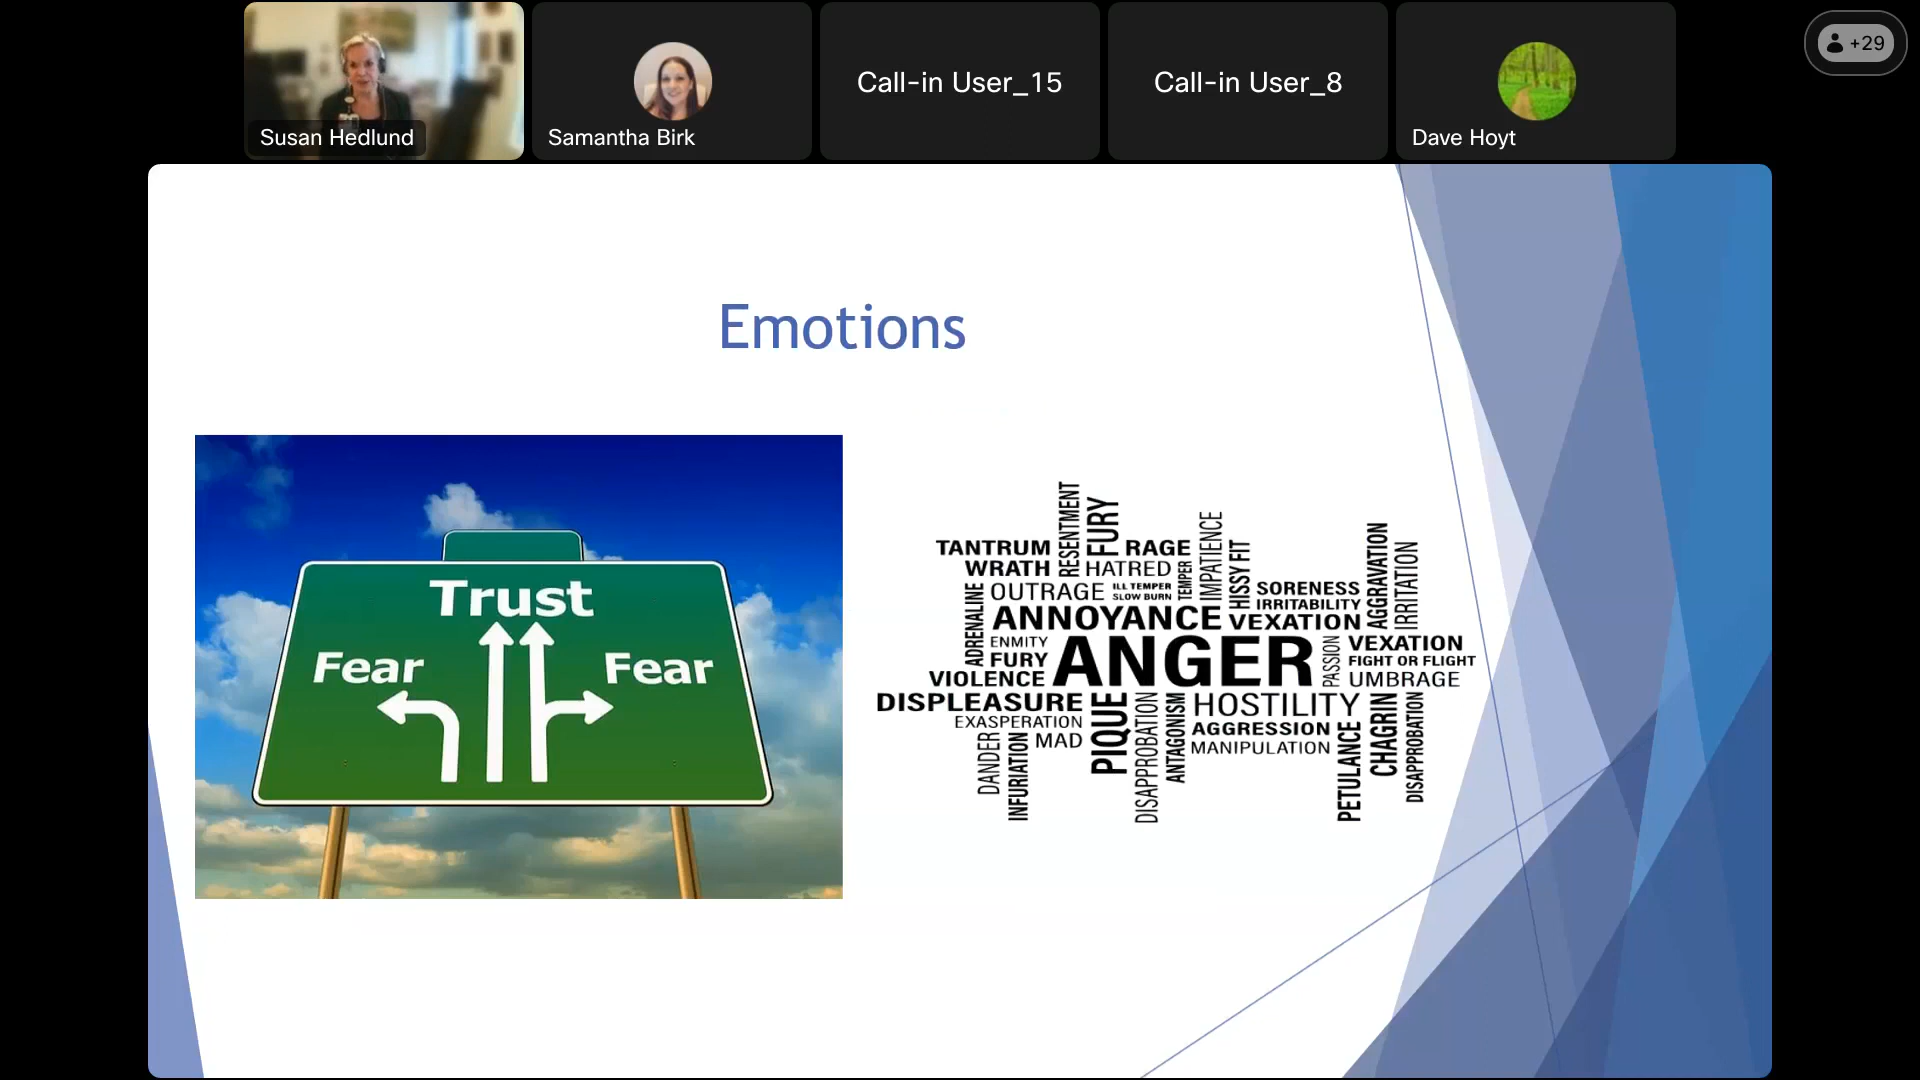 Susan Hedlund
Samantha Birk
Call-in User_15
Call-in User_8
Dave Hoyt
+29
Emotions
Trust
Fear
Fear
TANTRUM
RESENTMENT
FURY
RAGE
IMPATIENCE
HISSY FIT
AGGRAVATION
IRRITATION
WRATH
HATRED
TEMPER
ADRENALINE
OUTRAGE
ILL TEMPER
SLOW BURN
SORENESS
IRRITABILITY
ANNOYANCE
VEXATION
ENMITY
FURY
VIOLENCE
ANGER
PASSION
VEXATION
FIGHT OR FLIGHT
UMBRAGE
DISPLEASURE
EXASPERATION
DANDER
INFURIATION
MAD
PIQUE
DISAPPROBATION
ANTAGONISM
HOSTILITY
AGGRESSION
MANIPULATION
PETULANCE
CHAGRIN
DISAPPROBATION